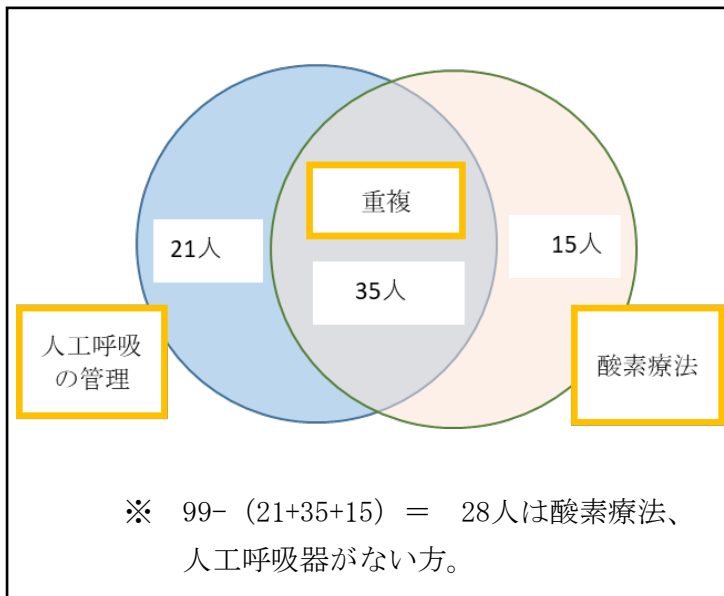 重複
21人
15人
35人
人工呼吸
の管理
酸素療法
※ 99-（21+35+15）＝ 28人は酸素療法、
人工呼吸器がない方。